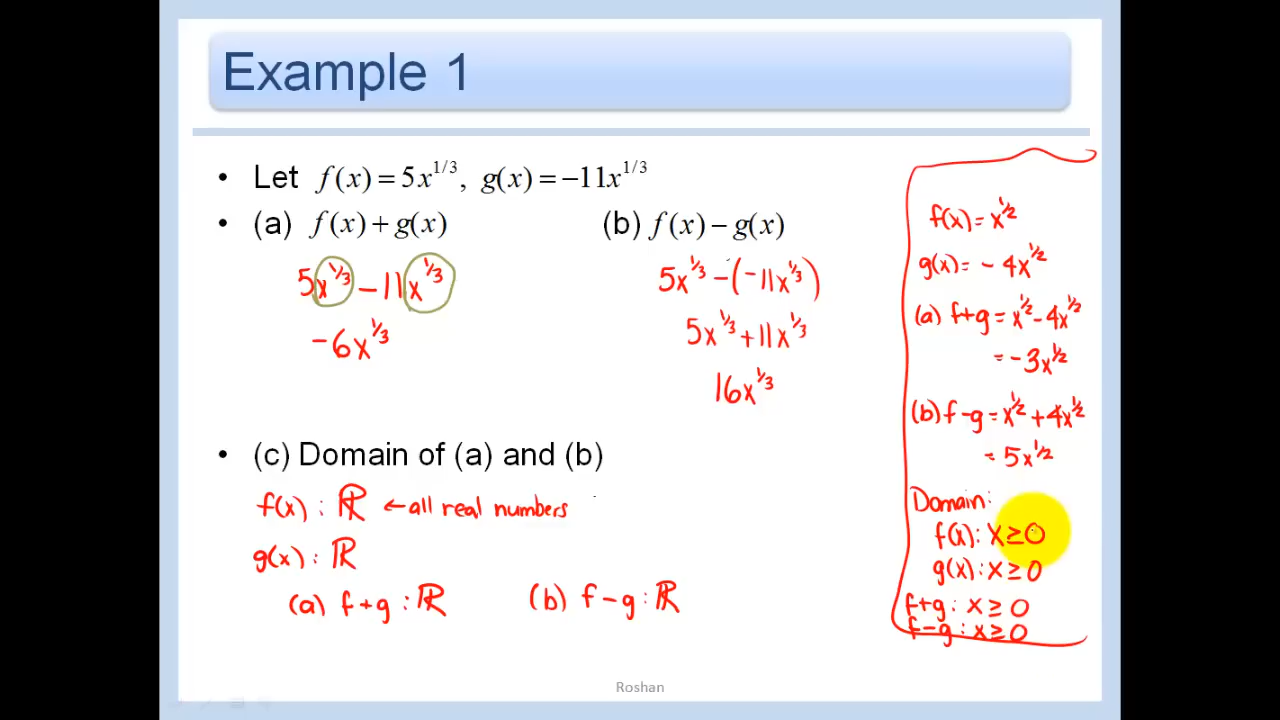 Example 1
• Let f(x) = 5x^{1/3}, g(x) = −11x^{1/3}
• (a) f(x) + g(x)
5x^{1/3} − 11x^{1/3}
−6x^{1/3}
(b) f(x) − g(x)
5x^{1/3} − (−11x^{1/3})
5x^{1/3} + 11x^{1/3}
16x^{1/3}
• (c) Domain of (a) and (b)
f(x) : ℝ ← all real numbers
g(x) : ℝ
(a) f+g : ℝ (b) f−g : ℝ
f(x) = x^{1/2}
g(x) = −4x^{1/2}
(a) f+g = x^{1/2} − 4x^{1/2}
= −3x^{1/2}
(b) f−g = x^{1/2} + 4x^{1/2}
= 5x^{1/2}
Domain:
f(x) : x ≥ 0
g(x) : x ≥ 0
f+g : x ≥ 0
f−g : x ≥ 0
Roshan